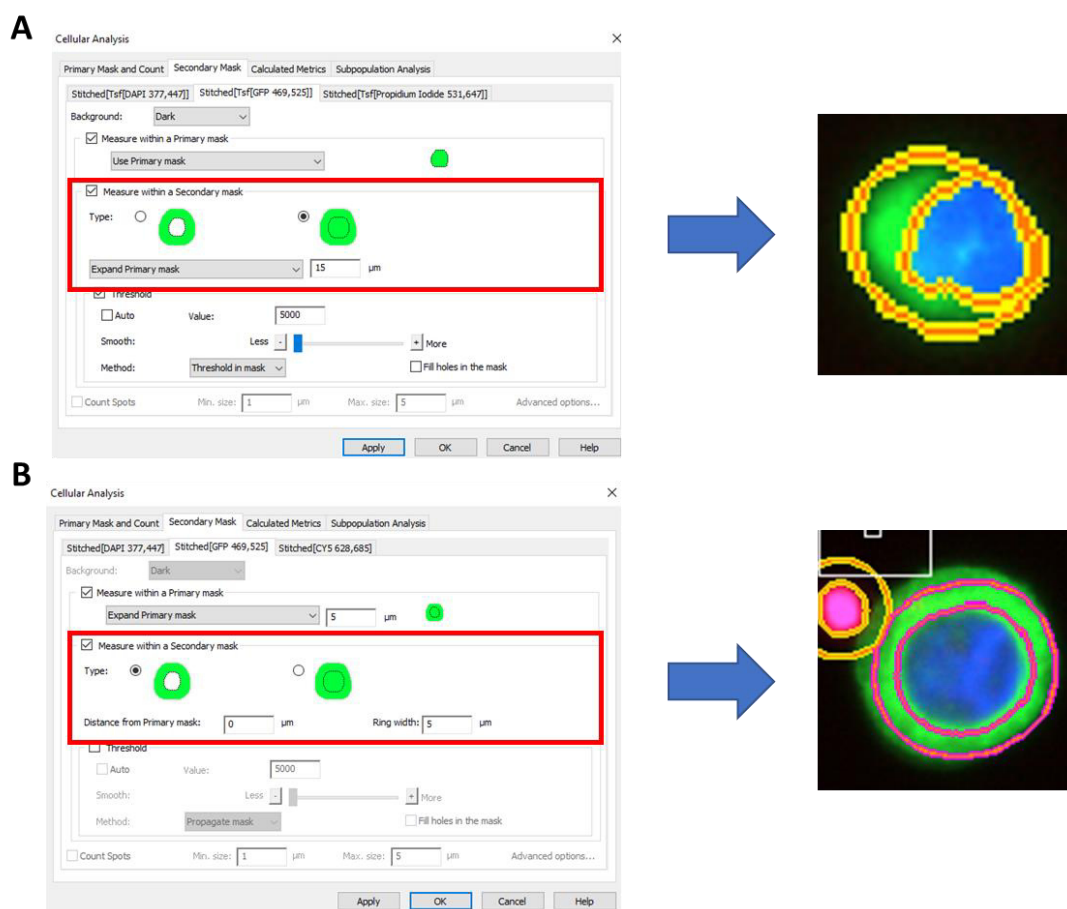 A
Cellular Analysis
Primary Mask and Count Secondary Mask Calculated Metrics Subpopulation Analysis
Stitched[Tsf[DAPI 377,447]] Stitched[Tsf[GFP 469,525]] Stitched[Tsf[Propidium Iodide 531,647]]
Background: Dark
Measure within a Primary mask
Use Primary mask
Measure within a Secondary mask
Type:
Expand Primary mask 15 µm
Threshold
Auto Value: 5000
Smooth: Less - + More
Method: Threshold in mask Fill holes in the mask
Count Spots Min. size: 1 µm Max. size: 5 µm Advanced options...
Apply OK Cancel Help
B
Cellular Analysis
Primary Mask and Count Secondary Mask Calculated Metrics Subpopulation Analysis
Stitched[DAPI 377,447] Stitched[GFP 469,525] Stitched[CY5 628,685]
Background: Dark
Measure within a Primary mask
Expand Primary mask 5 µm
Measure within a Secondary mask
Type:
Distance from Primary mask: 0 µm Ring width: 5 µm
Threshold
Auto Value: 5000
Smooth: Less - + More
Method: Propagate mask Fill holes in the mask
Count Spots Min. size: 1 µm Max. size: 5 µm Advanced options...
Apply OK Cancel Help